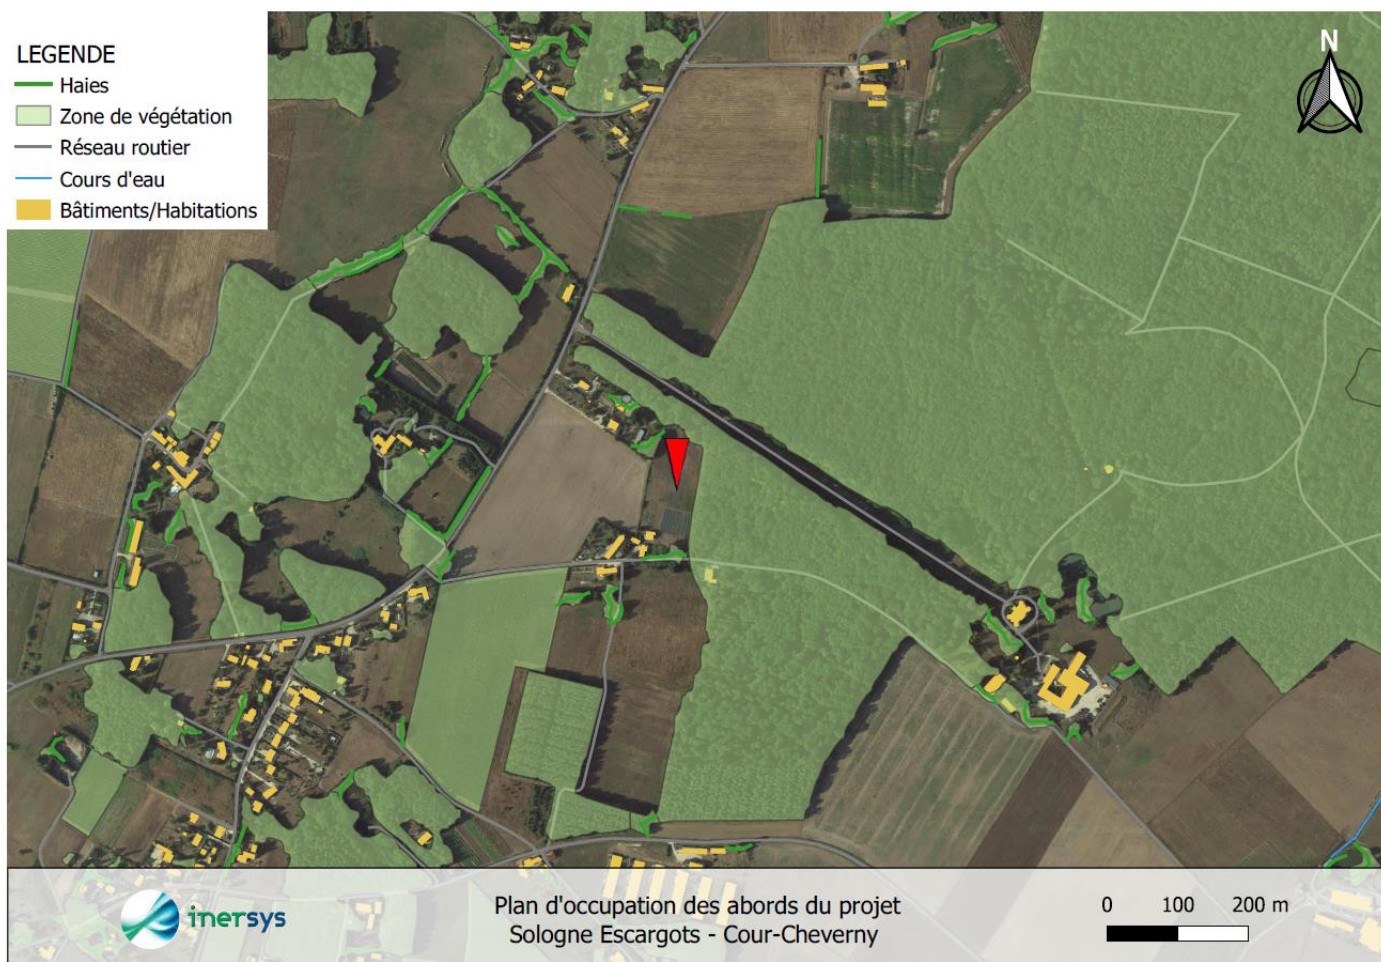 LEGENDE
Haies
Zone de végétation
Réseau routier
Cours d'eau
Bâtiments/Habitations
N
inersys
Plan d'occupation des abords du projet
Sologne Escargots - Cour-Cheverny
0 100 200 m